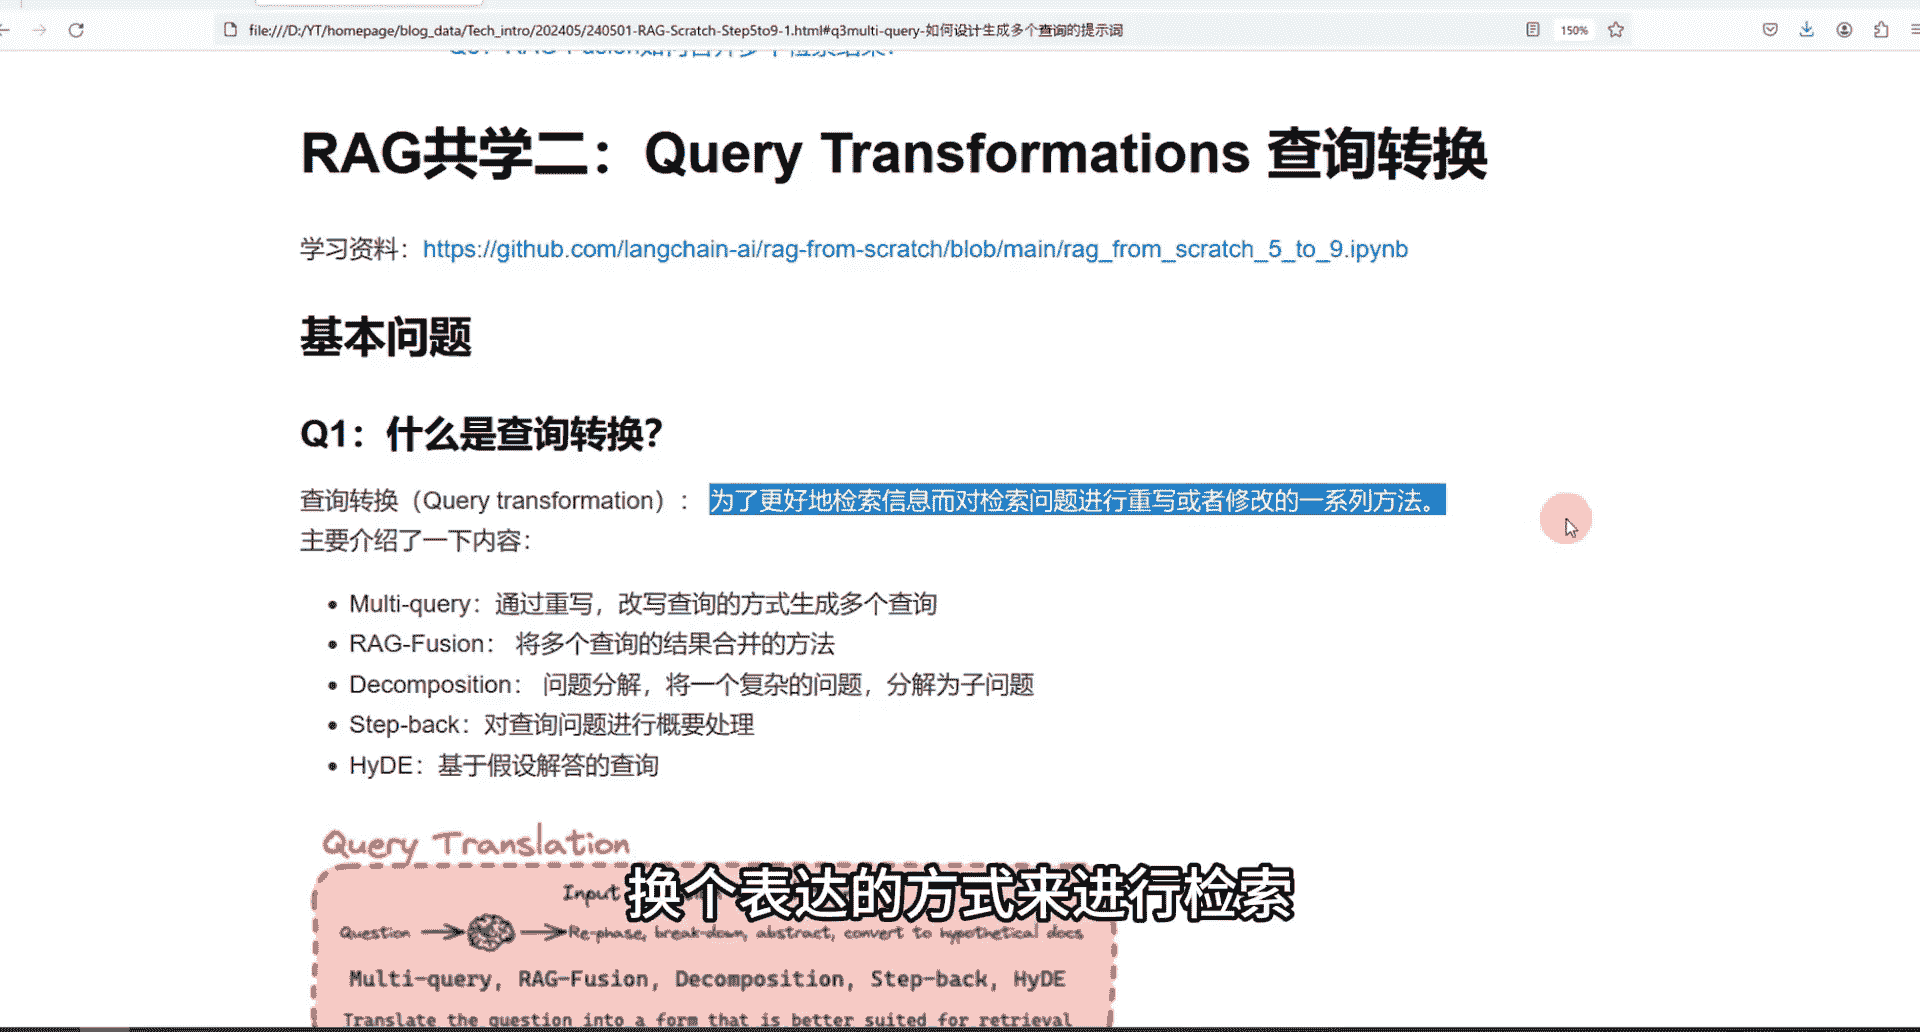 file:///D:/YT/homepage/blog_data/Tech_intro/202405/240501-RAG-Scratch-Step5to9-1.html#q3multi-query-如何设计生成多个查询的提示词
150%
RAG共学二：Query Transformations 查询转换
学习资料：https://github.com/langchain-ai/rag-from-scratch/blob/main/rag_from_scratch_5_to_9.ipynb
基本问题
Q1：什么是查询转换？
查询转换（Query transformation）：为了更好地检索信息而对检索问题进行重写或者修改的一系列方法。
主要介绍了一下内容：
Multi-query：通过重写，改写查询的方式生成多个查询
RAG-Fusion： 将多个查询的结果合并的方法
Decomposition： 问题分解，将一个复杂的问题，分解为子问题
Step-back：对查询问题进行概要处理
HyDE：基于假设解答的查询
Query Translation
Input
换个表达的方式来进行检索
Question
Re-phase, break-down, abstract, convert to hypothetical docs
Multi-query, RAG-Fusion, Decomposition, Step-back, HyDE
Translate the question into a form that is better suited for retrieval